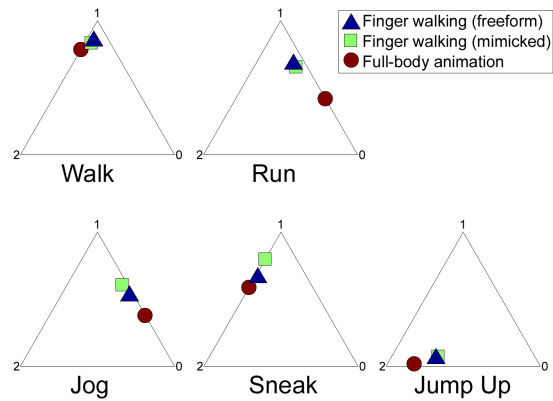 1
2
0
Walk
1
2
0
Run
Finger walking (freeform)
Finger walking (mimicked)
Full-body animation
1
2
0
Jog
1
2
0
Sneak
1
2
0
Jump Up